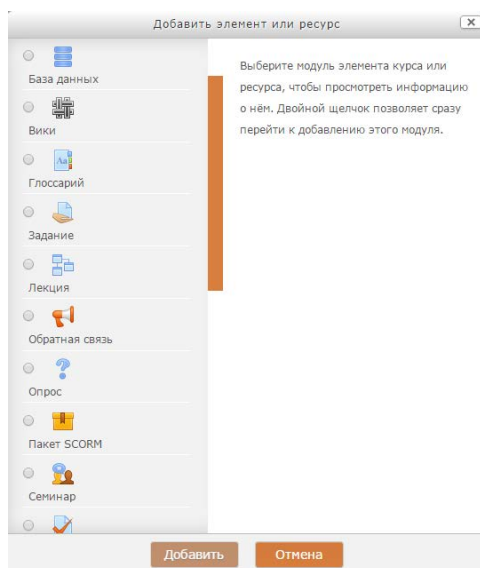 Добавить элемент или ресурс
База данных
Вики
Aa
Глоссарий
Задание
Лекция
Обратная связь
?
Опрос
Пакет SCORM
Семинар
Выберите модуль элемента курса или
ресурса, чтобы просмотреть информацию
о нём. Двойной щелчок позволяет сразу
перейти к добавлению этого модуля.
Добавить
Отмена